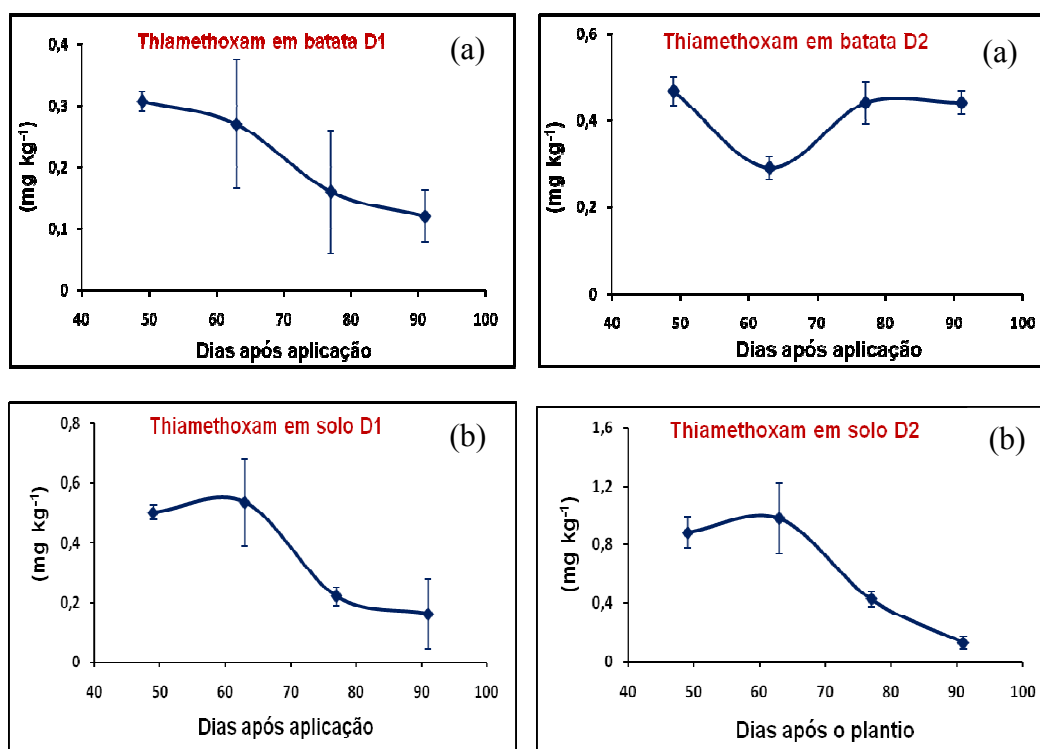 Thiamethoxam em batata D1
(a)
(mg kg⁻¹)
0,4
0,3
0,2
0,1
0
40 50 60 70 80 90 100
Dias após aplicação
Thiamethoxam em batata D2
(a)
(mg kg⁻¹)
0,6
0,4
0,2
0,0
40 50 60 70 80 90 100
Dias após aplicação
Thiamethoxam em solo D1
(b)
(mg kg⁻¹)
0,8
0,6
0,4
0,2
0
40 50 60 70 80 90 100
Dias após aplicação
Thiamethoxam em solo D2
(b)
(mg kg⁻¹)
1,6
1,2
0,8
0,4
0
40 50 60 70 80 90 100
Dias após o plantio